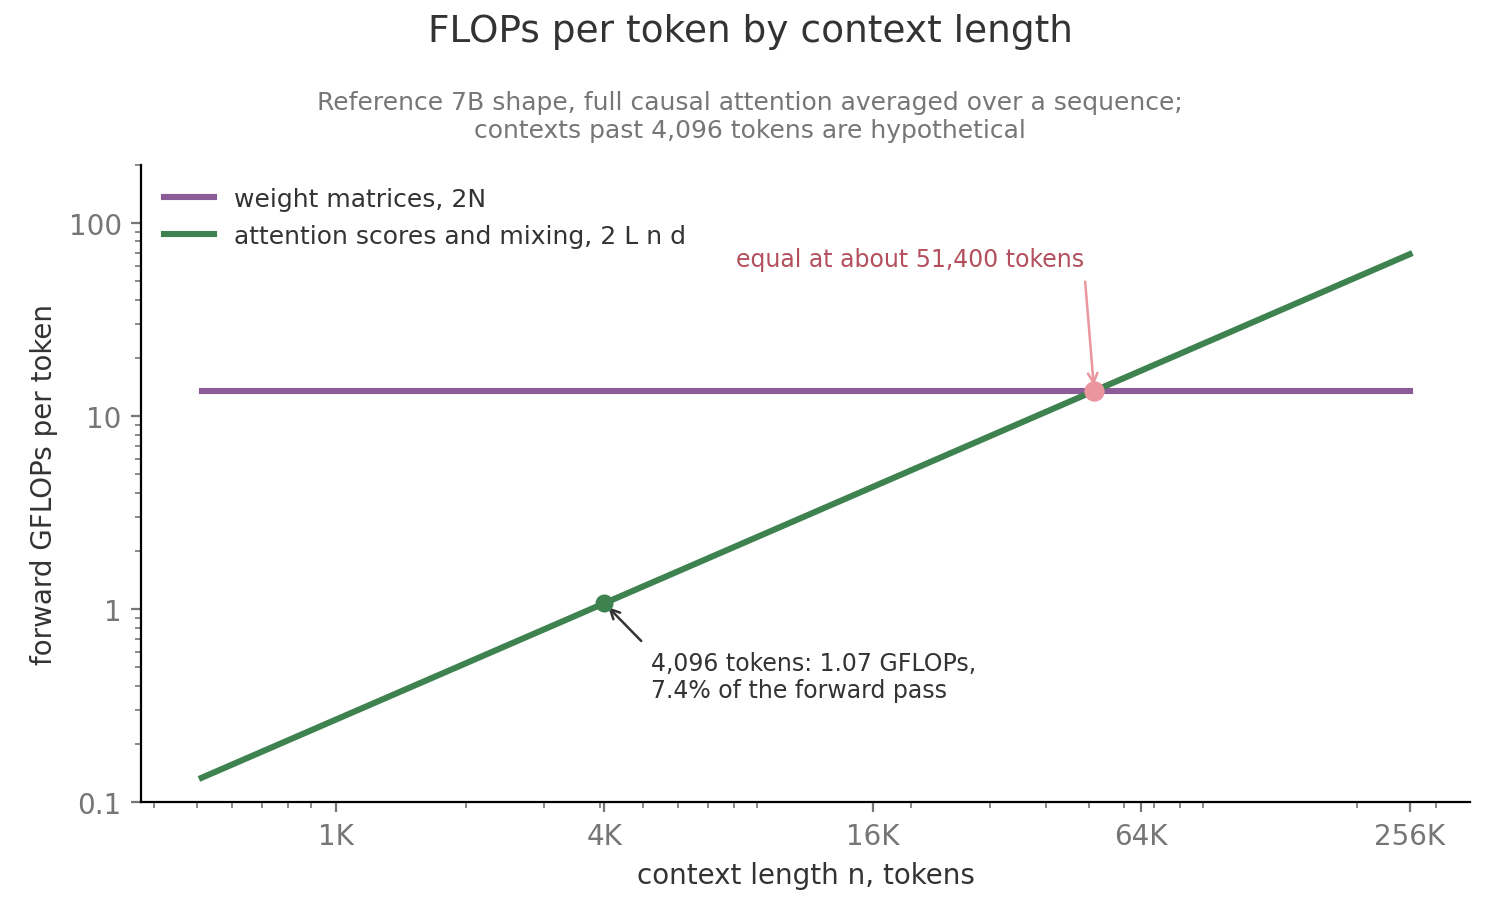 FLOPs per token by context length
Reference 7B shape, full causal attention averaged over a sequence;
contexts past 4,096 tokens are hypothetical
weight matrices, 2N
attention scores and mixing, 2 L n d
equal at about 51,400 tokens
4,096 tokens: 1.07 GFLOPs,
7.4% of the forward pass
forward GFLOPs per token
100
10
1
0.1
1K
4K
16K
64K
256K
context length n, tokens